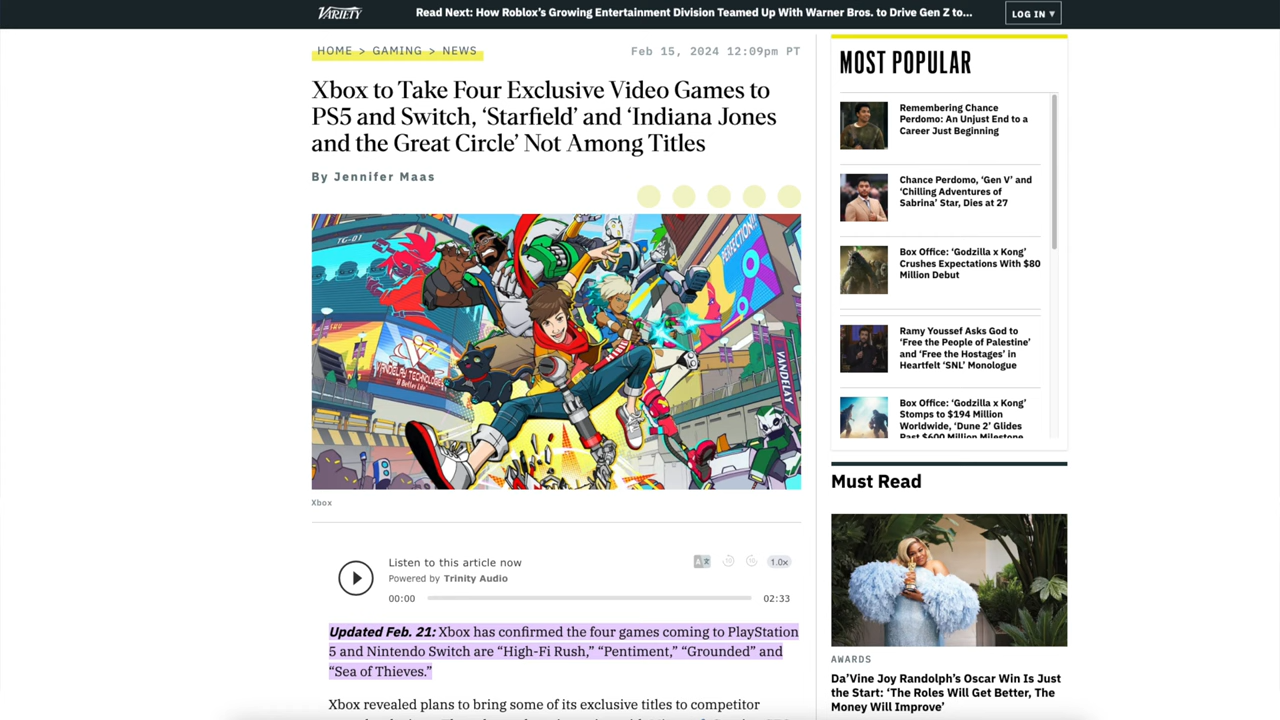 VARIETY
Read Next: How Roblox's Growing Entertainment Division Teamed Up With Warner Bros. to Drive Gen Z to...
LOG IN ▾
HOME > GAMING > NEWS
Feb 15, 2024 12:09pm PT
Xbox to Take Four Exclusive Video Games to
PS5 and Switch, ‘Starfield’ and ‘Indiana Jones
and the Great Circle’ Not Among Titles
By Jennifer Maas
TG-01
PERFECTION!
VANDELAY TECHNOLOGIES
"A Better Life"
VANDELAY
Xbox
Listen to this article now
Powered by Trinity Audio
1.0x
00:00
02:33
Updated Feb. 21: Xbox has confirmed the four games coming to PlayStation
5 and Nintendo Switch are “High-Fi Rush,” “Pentiment,” “Grounded” and
“Sea of Thieves.”
Xbox revealed plans to bring some of its exclusive titles to competitor
MOST POPULAR
Remembering Chance
Perdomo: An Unjust End to a
Career Just Beginning
Chance Perdomo, ‘Gen V’ and
‘Chilling Adventures of
Sabrina’ Star, Dies at 27
Box Office: ‘Godzilla x Kong’
Crushes Expectations With $80
Million Debut
Ramy Youssef Asks God to
‘Free the People of Palestine’
and ‘Free the Hostages’ in
Heartfelt ‘SNL’ Monologue
Box Office: ‘Godzilla x Kong’
Stomps to $194 Million
Worldwide, ‘Dune 2’ Glides
Past $600 Million Milestone
Must Read
AWARDS
Da’Vine Joy Randolph’s Oscar Win Is Just
the Start: ‘The Roles Will Get Better, The
Money Will Improve’